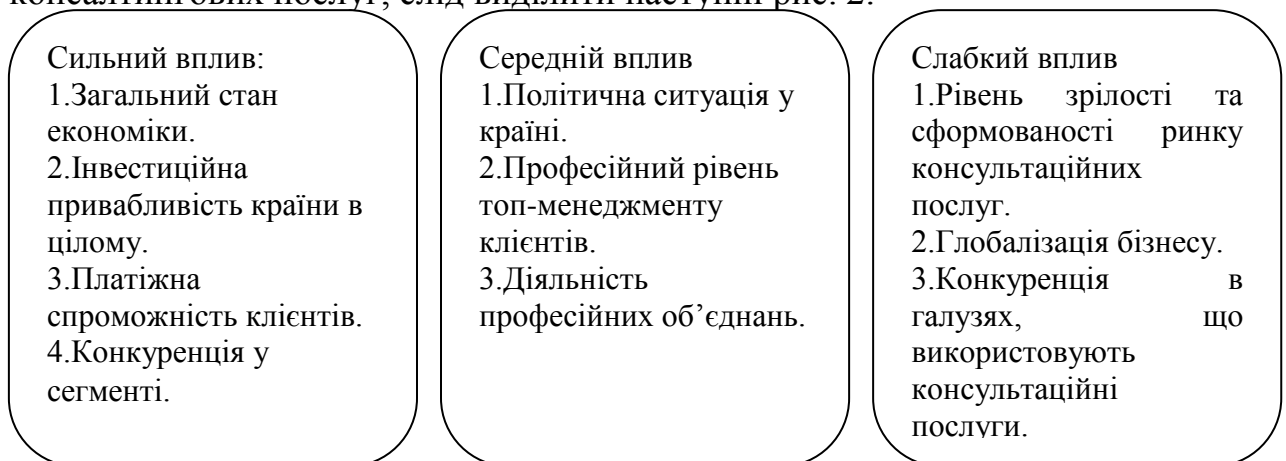 консалтингових послуг, слід виділити наступні рис. 2:
Сильний вплив:
1.Загальний стан
економіки.
2.Інвестиційна
привабливість країни в
цілому.
3.Платіжна
спроможність клієнтів.
4.Конкуренція у
сегменті.
Середній вплив
1.Політична ситуація у
країні.
2.Професійний рівень
топ-менеджменту
клієнтів.
3.Діяльність
професійних об’єднань.
Слабкий вплив
1.Рівень зрілості та
сформованості ринку
консультаційних
послуг.
2.Глобалізація бізнесу.
3.Конкуренція в
галузях, що
використовують
консультаційні
послуги.